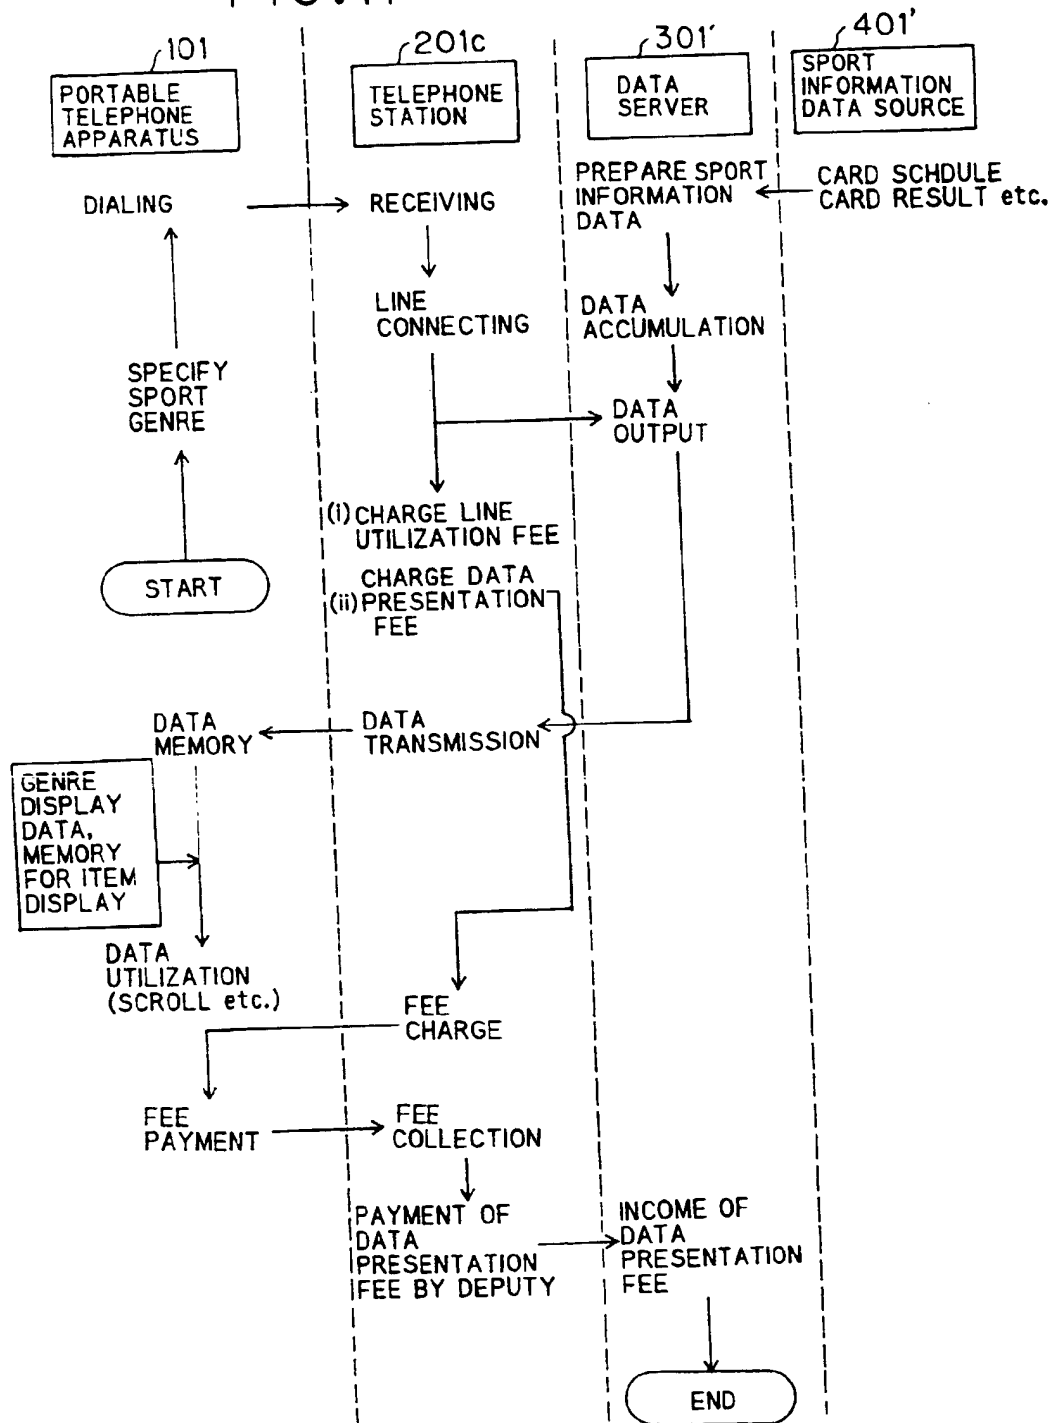 101
201c
301'
401'
PORTABLE
TELEPHONE
APPARATUS
TELEPHONE
STATION
DATA
SERVER
SPORT
INFORMATION
DATA SOURCE
DIALING
RECEIVING
PREPARE SPORT
INFORMATION
DATA
CARD SCHDULE
CARD RESULT etc.
LINE
CONNECTING
DATA
ACCUMULATION
SPECIFY
SPORT
GENRE
DATA
OUTPUT
(i) CHARGE LINE
UTILIZATION FEE
START
CHARGE DATA
(ii) PRESENTATION
FEE
DATA
MEMORY
DATA
TRANSMISSION
GENRE
DISPLAY
DATA,
MEMORY
FOR ITEM
DISPLAY
DATA
UTILIZATION
(SCROLL etc.)
FEE
CHARGE
FEE
PAYMENT
FEE
COLLECTION
PAYMENT OF
DATA
PRESENTATION
FEE BY DEPUTY
INCOME OF
DATA
PRESENTATION
FEE
END